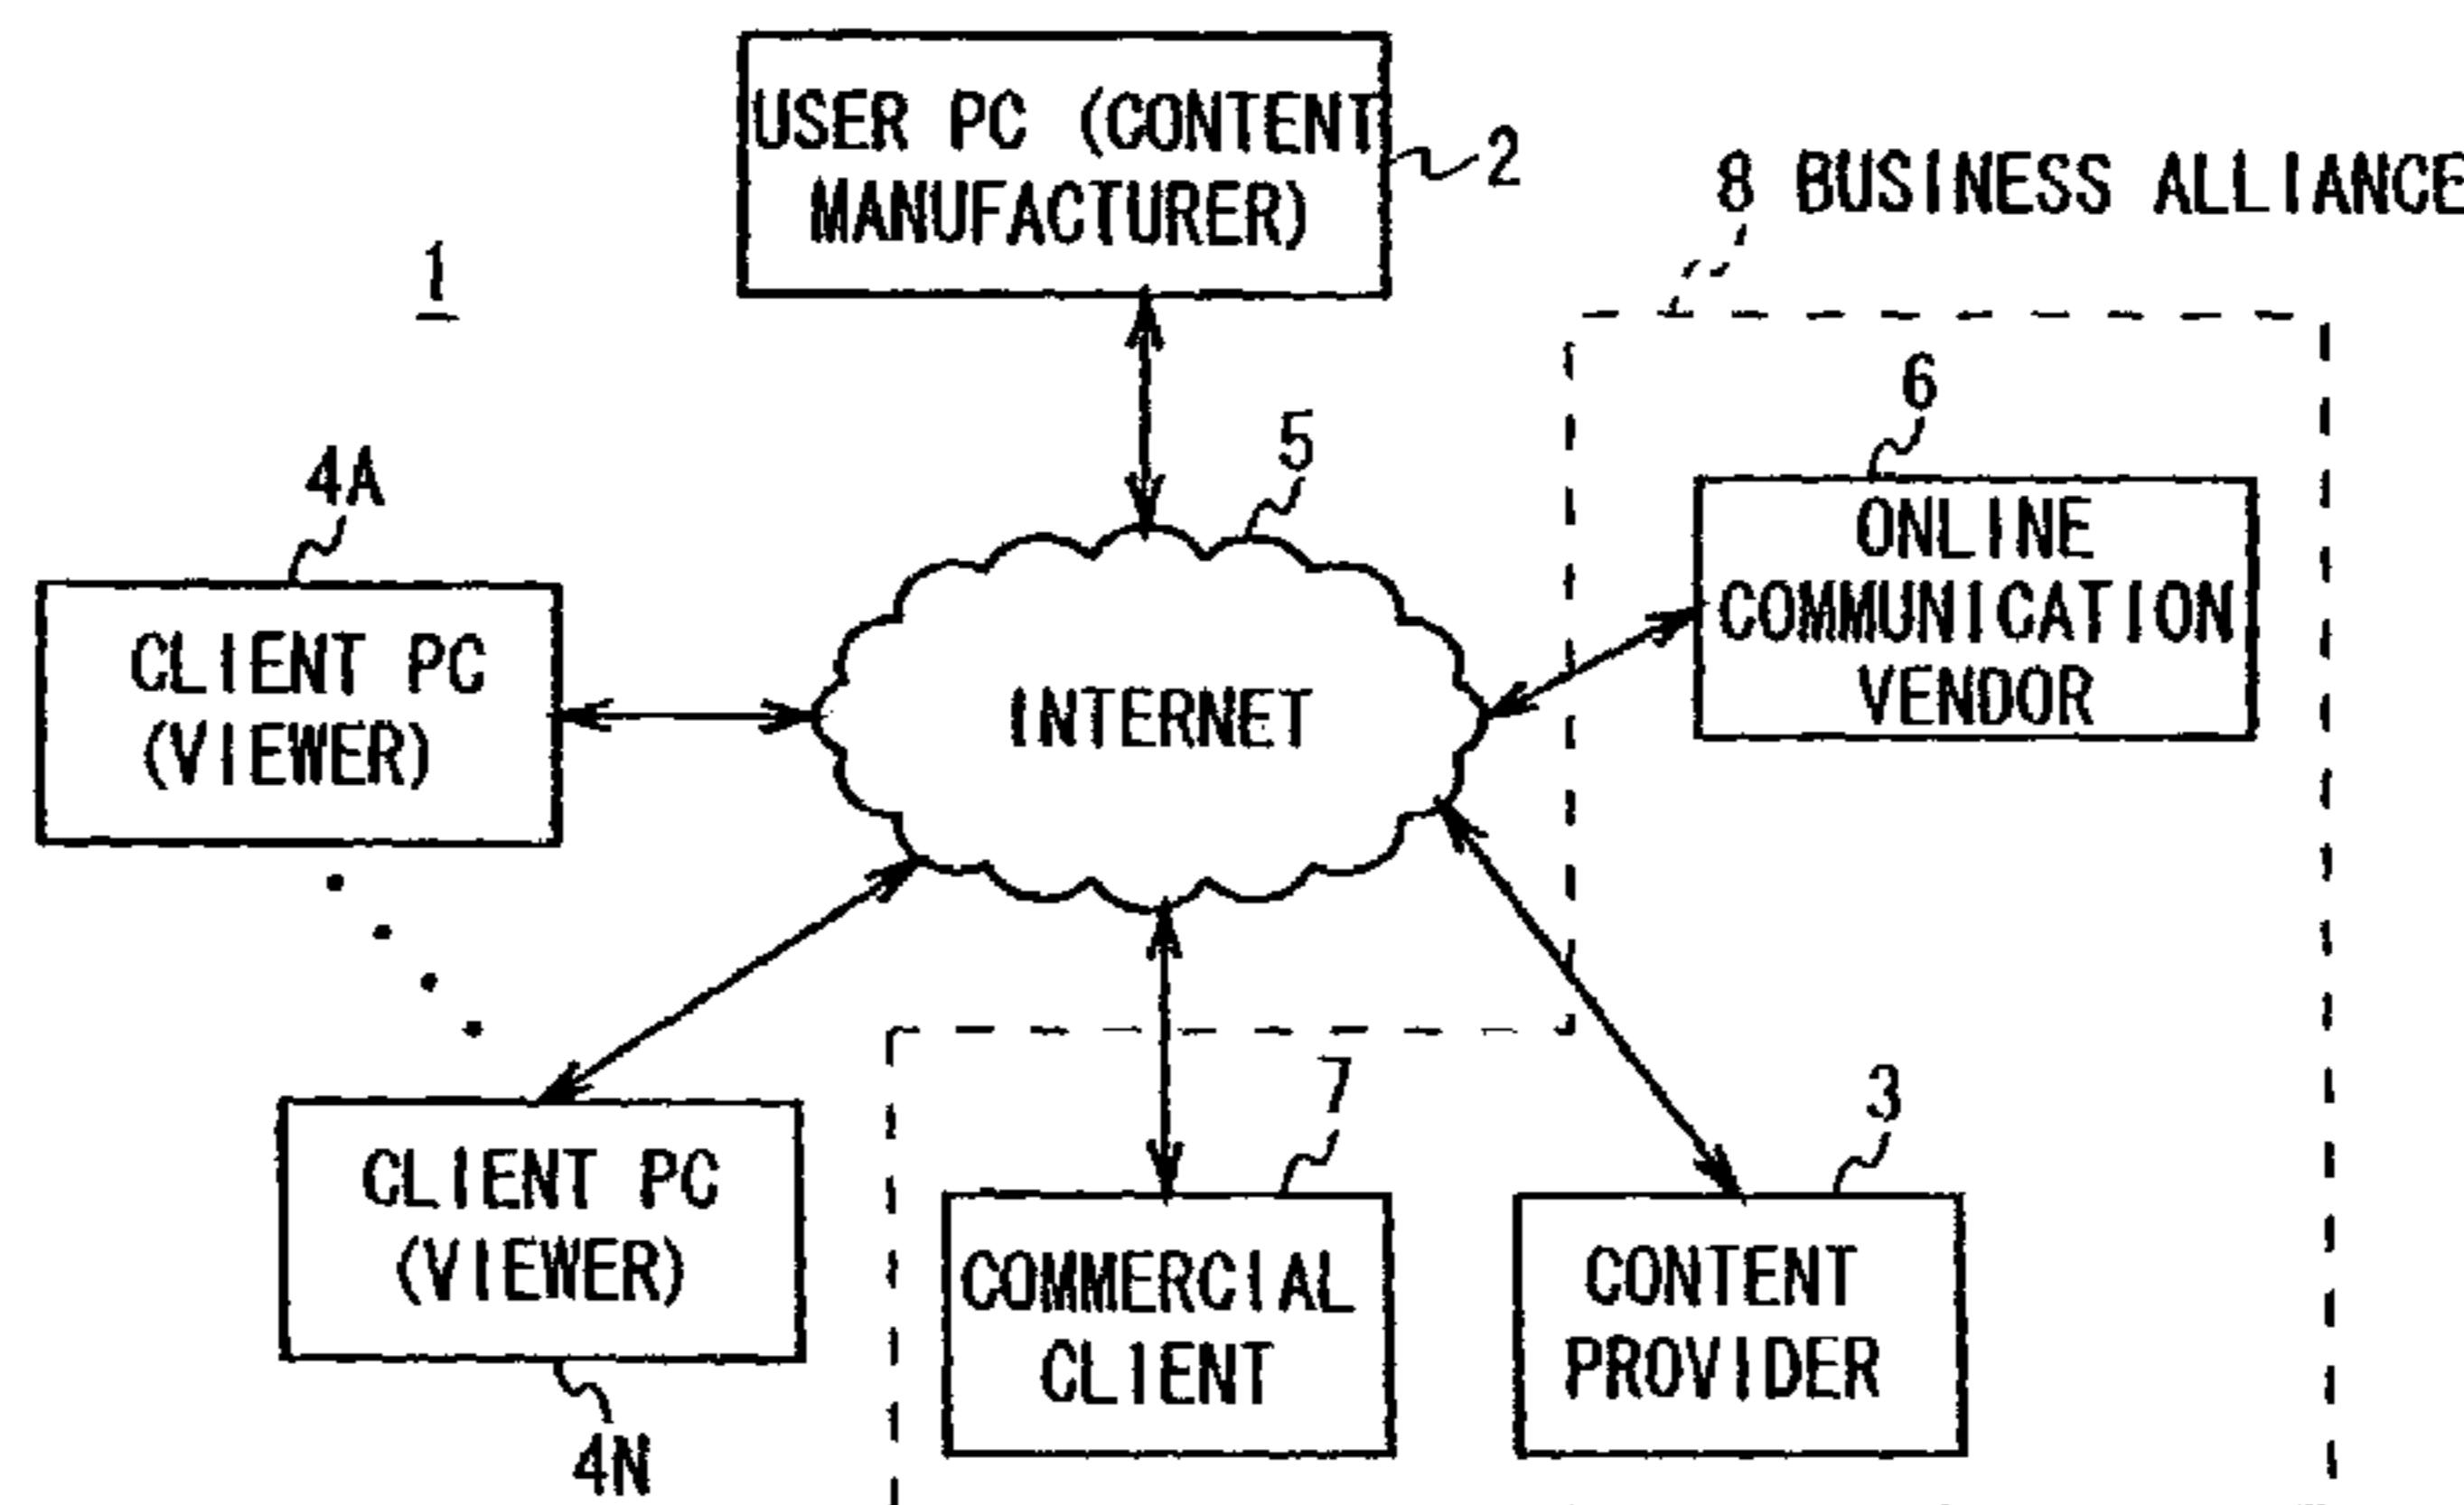 USER PC (CONTENT
MANUFACTURER)
2
8 BUSINESS ALLIANCE
1
6
5
4A
ONLINE
COMMUNICATION
VENDOR
CLIENT PC
(VIEWER)
INTERNET
7
3
CLIENT PC
(VIEWER)
COMMERCIAL
CLIENT
CONTENT
PROVIDER
4N